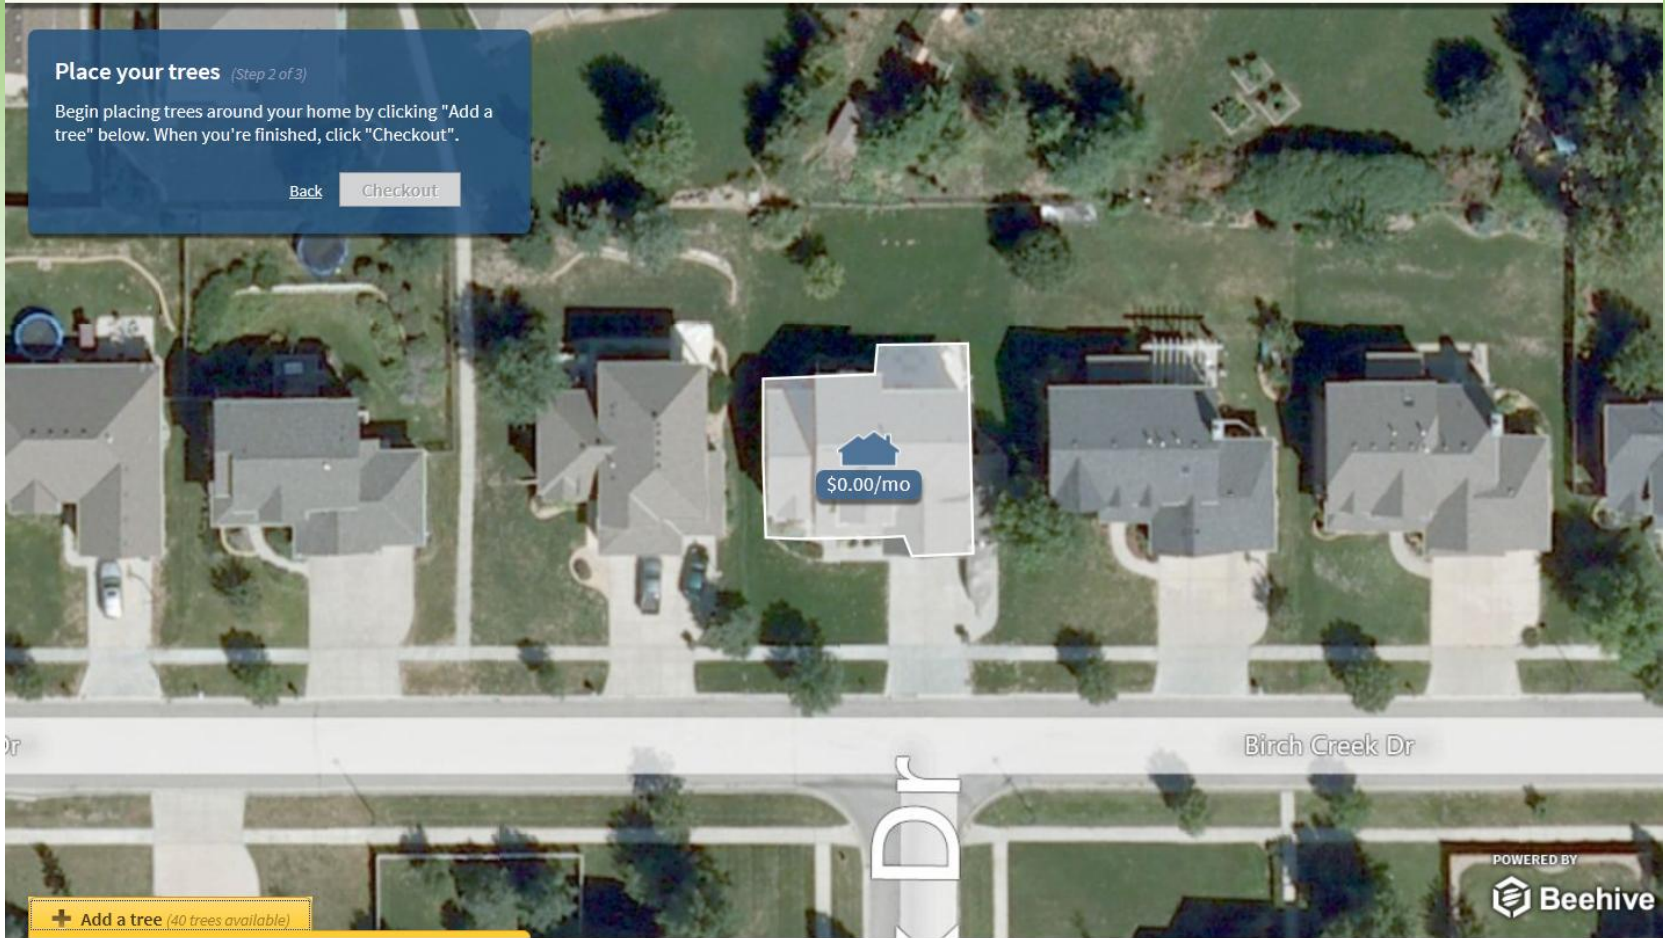 Place your trees (Step 2 of 3)
Begin placing trees around your home by clicking "Add a
tree" below. When you're finished, click "Checkout".
Back Checkout
$0.00/mo
Dr
Birch Creek Dr
k Dr
POWERED BY
Beehive
+ Add a tree (40 trees available)